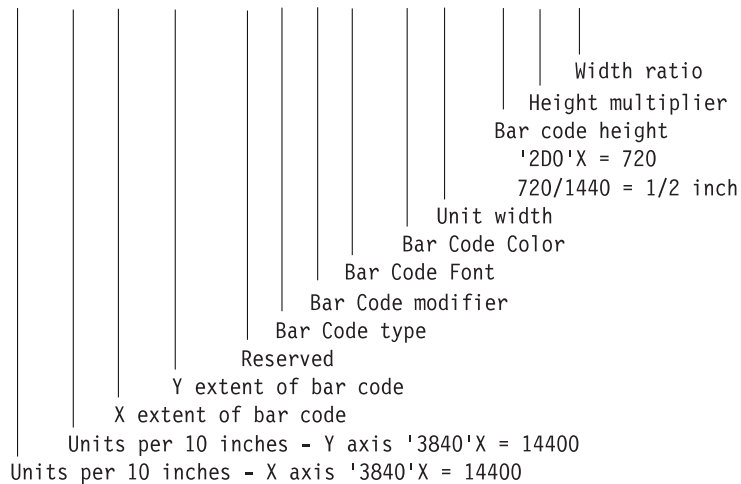 Width ratio
Height multiplier
Bar code height
'2D0'X = 720
720/1440 = 1/2 inch
Unit width
Bar Code Color
Bar Code Font
Bar Code modifier
Bar Code type
Reserved
Y extent of bar code
X extent of bar code
Units per 10 inches – Y axis '3840'X = 14400
Units per 10 inches – X axis '3840'X = 14400